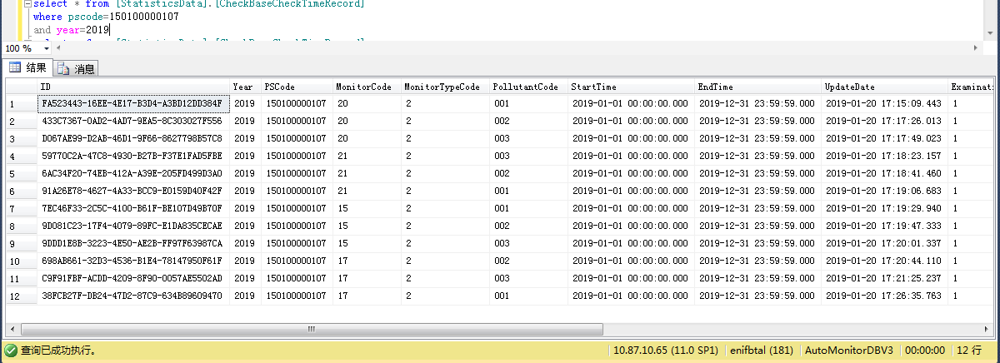 select * from [StatisticsData].[CheckBaseCheckTimeRecord]
where pscode=150100000107
and year=2019
100 %
结果 消息
ID Year PSCode MonitorCode MonitorTypeCode PollutantCode StartTime EndTime UpdateDate Examinati
1 FA523443-16EE-4E17-B3D4-A3BD12DD384F 2019 150100000107 20 2 001 2019-01-01 00:00:00.000 2019-12-31 23:59:59.000 2019-01-20 17:15:09.443 1
2 433C7367-0AD2-4AD7-9EA5-8C303027F556 2019 150100000107 20 2 002 2019-01-01 00:00:00.000 2019-12-31 23:59:59.000 2019-01-20 17:17:26.013 1
3 D067AE99-D2AB-46D1-9F66-8627798B57C8 2019 150100000107 20 2 003 2019-01-01 00:00:00.000 2019-12-31 23:59:59.000 2019-01-20 17:17:49.023 1
4 59770C2A-47C8-4930-B27B-F37E1FAD5FBE 2019 150100000107 21 2 003 2019-01-01 00:00:00.000 2019-12-31 23:59:59.000 2019-01-20 17:18:23.157 1
5 6AC34F20-74EB-412A-A39E-205FD499D3A0 2019 150100000107 21 2 002 2019-01-01 00:00:00.000 2019-12-31 23:59:59.000 2019-01-20 17:18:41.460 1
6 91A26E78-4627-4A33-BCC9-E0159D40F42F 2019 150100000107 21 2 001 2019-01-01 00:00:00.000 2019-12-31 23:59:59.000 2019-01-20 17:19:06.683 1
7 7EC46F33-2C5C-4100-B61F-BE107D49B70F 2019 150100000107 15 2 001 2019-01-01 00:00:00.000 2019-12-31 23:59:59.000 2019-01-20 17:19:29.940 1
8 9D081C23-17F4-4079-89FC-E1DA835CECAE 2019 150100000107 15 2 002 2019-01-01 00:00:00.000 2019-12-31 23:59:59.000 2019-01-20 17:19:47.333 1
9 9DDD1E8B-3223-4E50-AE2B-FF97F63987CA 2019 150100000107 15 2 003 2019-01-01 00:00:00.000 2019-12-31 23:59:59.000 2019-01-20 17:20:01.337 1
10 698AB661-32D3-4536-B1E4-78147950F61F 2019 150100000107 17 2 002 2019-01-01 00:00:00.000 2019-12-31 23:59:59.000 2019-01-20 17:20:44.110 1
11 C9F91FBF-ACDD-4209-8F90-0057AE5502AD 2019 150100000107 17 2 003 2019-01-01 00:00:00.000 2019-12-31 23:59:59.000 2019-01-20 17:21:25.237 1
12 38FCB27F-DB24-47D2-87C9-634B89609470 2019 150100000107 17 2 001 2019-01-01 00:00:00.000 2019-12-31 23:59:59.000 2019-01-20 17:26:35.763 1
查询已成功执行。 10.87.10.65 (11.0 SP1) enifbtal (181) AutoMonitorDBV3 00:00:00 12 行